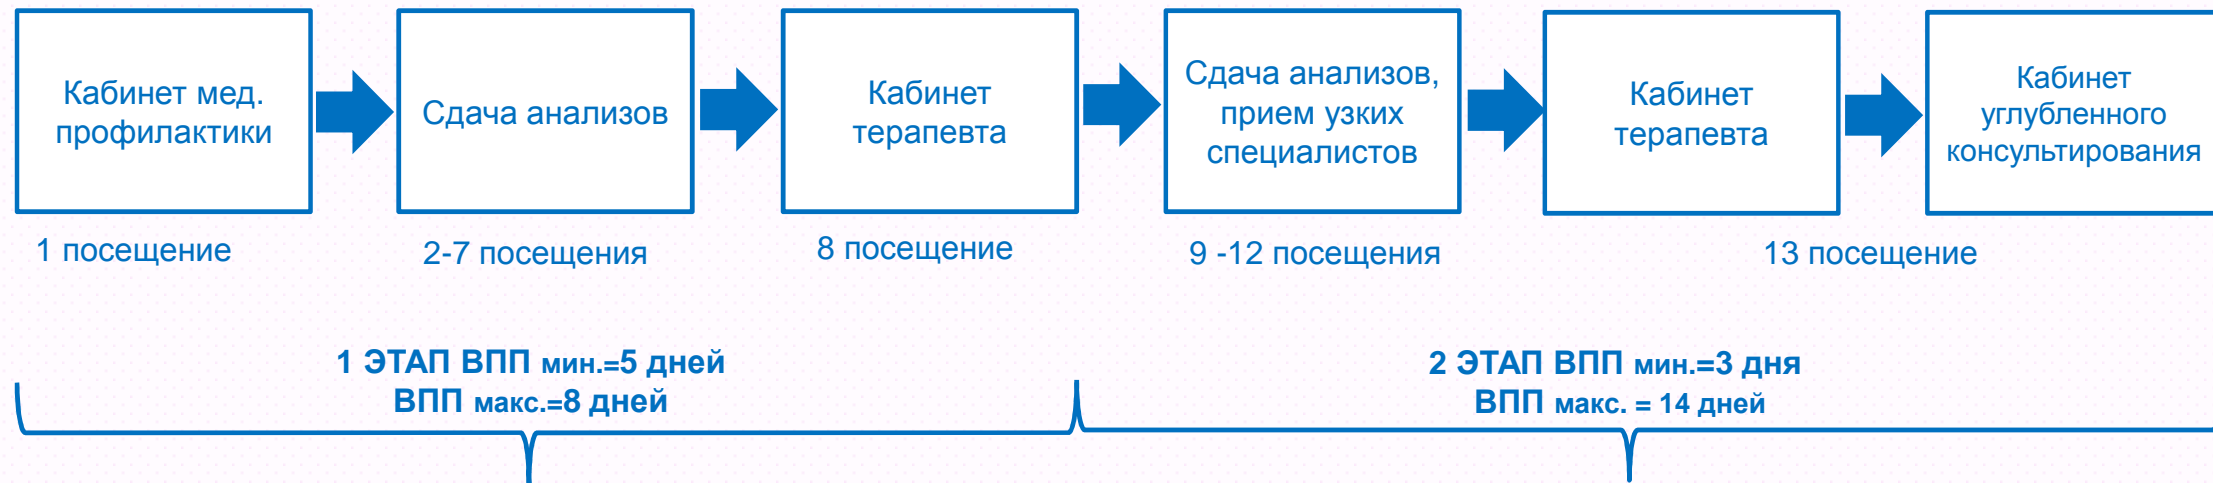 Кабинет мед.
профилактики
Сдача анализов
Кабинет
терапевта
Сдача анализов,
прием узких
специалистов
Кабинет
терапевта
Кабинет
углубленного
консультирования
1 посещение
2-7 посещения
8 посещение
9 -12 посещения
13 посещение
1 ЭТАП ВПП мин.=5 дней
ВПП макс.=8 дней
2 ЭТАП ВПП мин.=3 дня
ВПП макс. = 14 дней